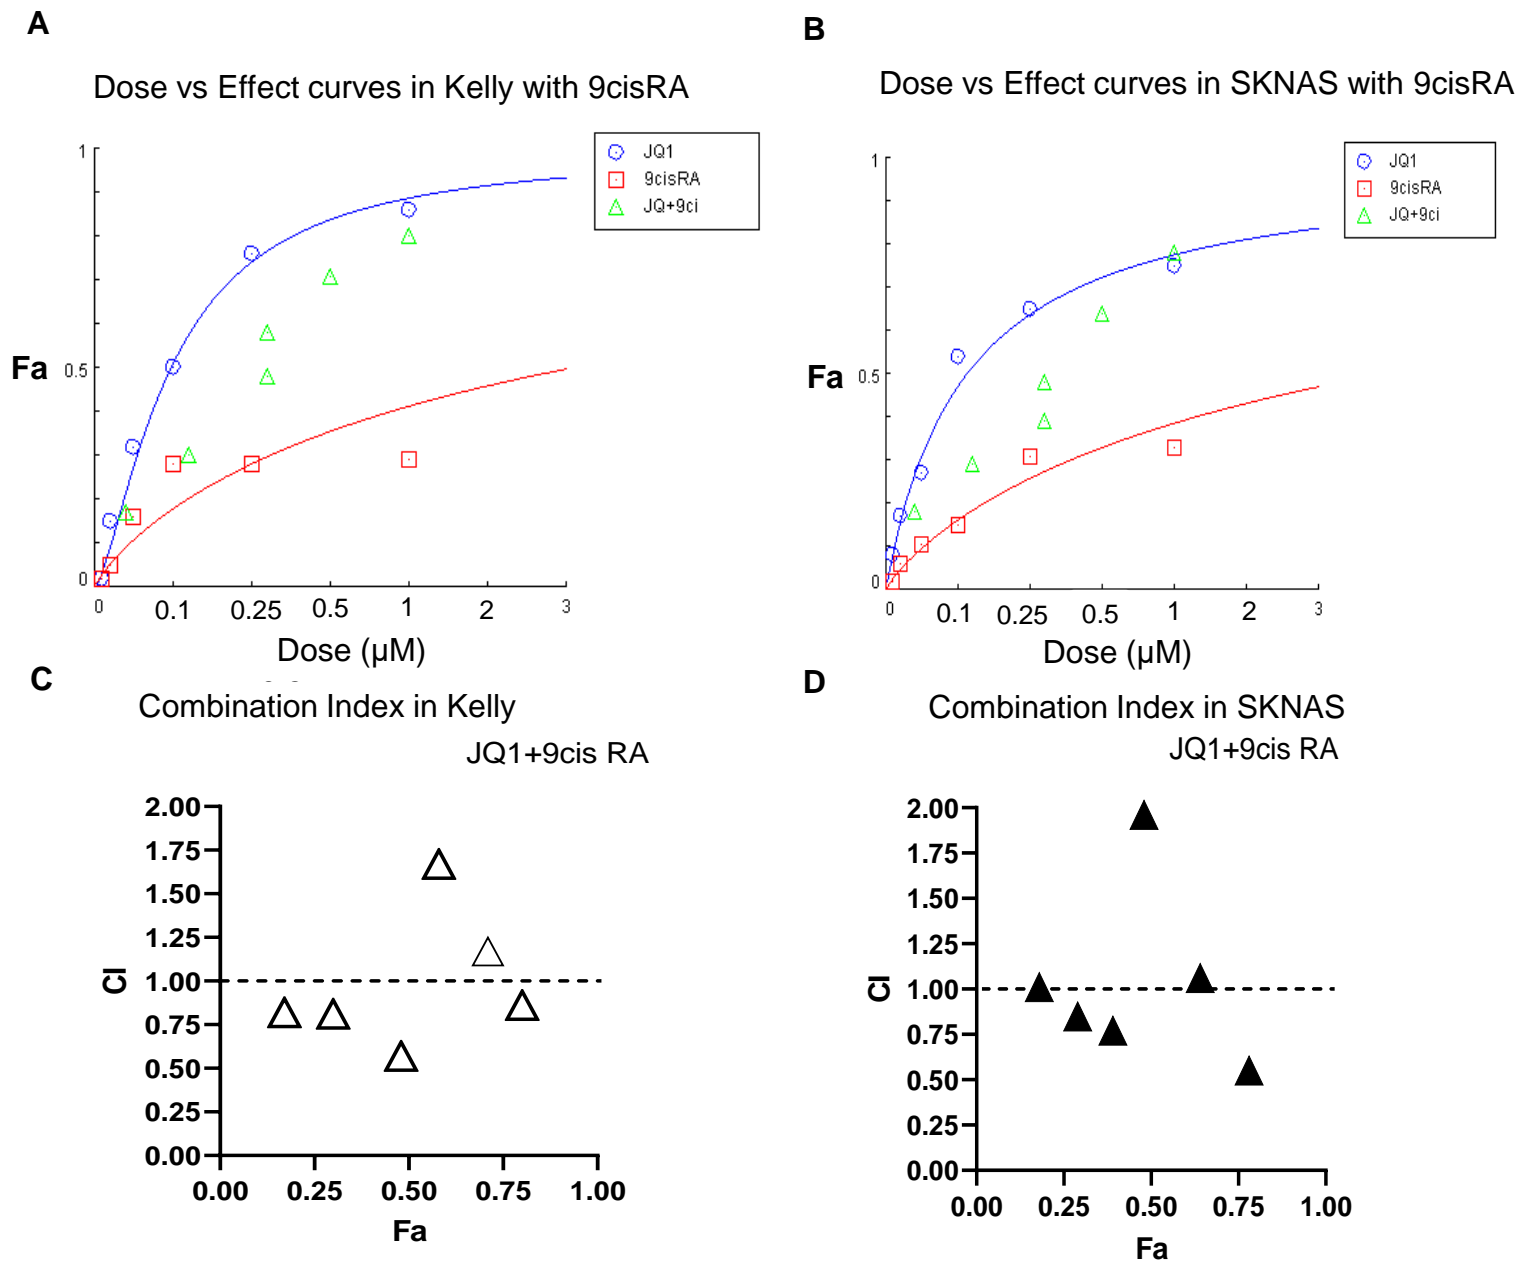 A
Dose vs Effect curves in Kelly with 9cisRA
JQ1
9cisRA
JQ+9ci
1
0.5
0
Fa
0 0.1 0.25 0.5 1 2 3
Dose (µM)
B
Dose vs Effect curves in SKNAS with 9cisRA
JQ1
9cisRA
JQ+9ci
1
0.5
0
Fa
0 0.1 0.25 0.5 1 2 3
Dose (µM)
C
Combination Index in Kelly
JQ1+9cis RA
2.00
1.75
1.50
1.25
1.00
0.75
0.50
0.25
0.00
CI
0.00 0.25 0.50 0.75 1.00
Fa
D
Combination Index in SKNAS
JQ1+9cis RA
2.00
1.75
1.50
1.25
1.00
0.75
0.50
0.25
0.00
CI
0.00 0.25 0.50 0.75 1.00
Fa